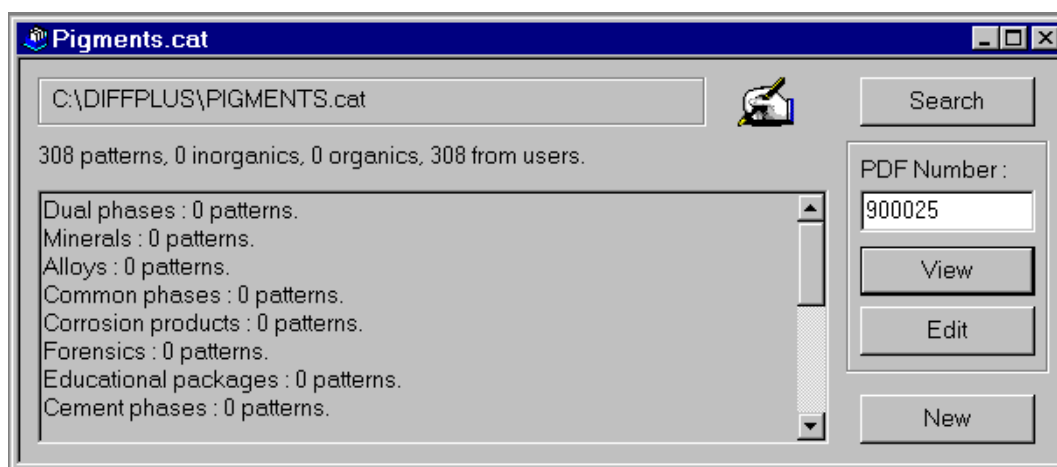 Pigments.cat
C:\DIFFPLUS\PIGMENTS.cat
Search
308 patterns, 0 inorganics, 0 organics, 308 from users.
PDF Number :
900025
Dual phases : 0 patterns.
Minerals : 0 patterns.
Alloys : 0 patterns.
Common phases : 0 patterns.
Corrosion products : 0 patterns.
Forensics : 0 patterns.
Educational packages : 0 patterns.
Cement phases : 0 patterns.
View
Edit
New